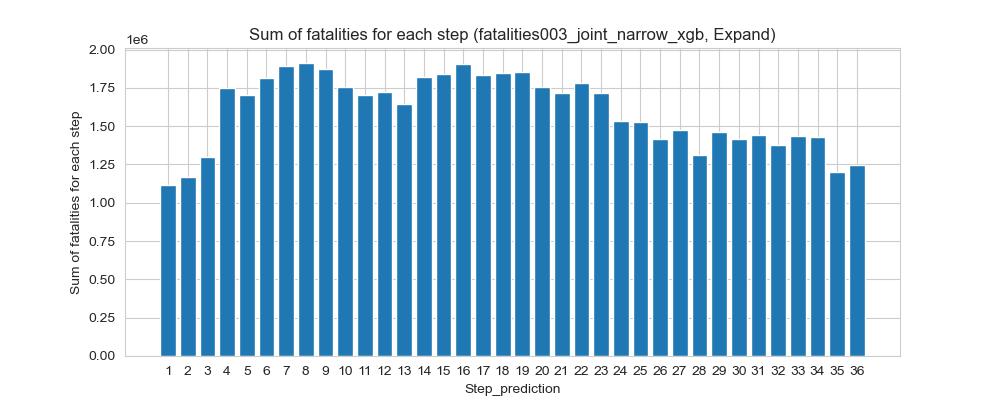 Sum of fatalities for each step (fatalities003_joint_narrow_xgb, Expand)
1e6
2.00
1.75
1.50
1.25
1.00
0.75
0.50
0.25
0.00
Sum of fatalities for each step
1 2 3 4 5 6 7 8 9 10 11 12 13 14 15 16 17 18 19 20 21 22 23 24 25 26 27 28 29 30 31 32 33 34 35 36
Step_prediction